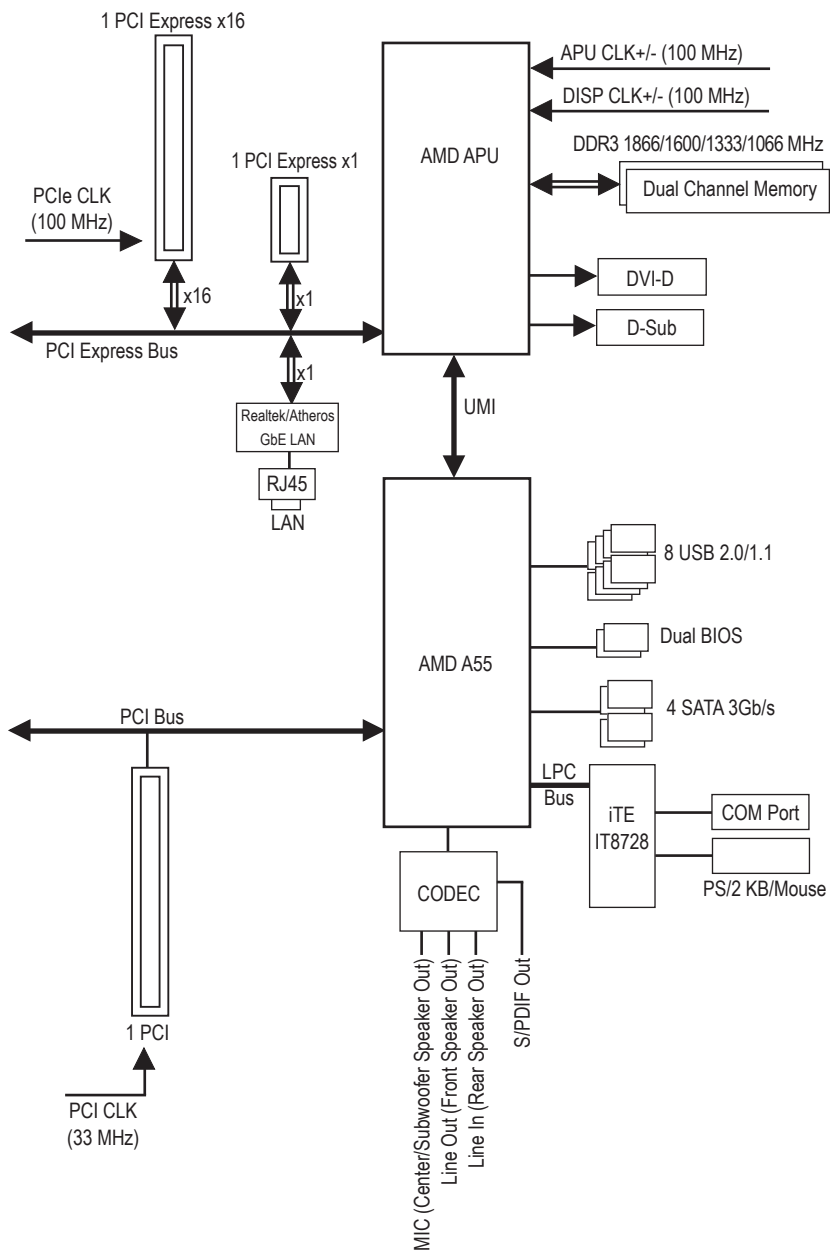 1 PCI Express x16
APU CLK+/- (100 MHz)
DISP CLK+/- (100 MHz)
AMD APU
DDR3 1866/1600/1333/1066 MHz
Dual Channel Memory
1 PCI Express x1
PCIe CLK
(100 MHz)
x16
x1
DVI-D
D-Sub
PCI Express Bus
x1
UMI
Realtek/Atheros
GbE LAN
RJ45
LAN
8 USB 2.0/1.1
Dual BIOS
AMD A55
4 SATA 3Gb/s
PCI Bus
LPC
Bus
iTE
IT8728
COM Port
PS/2 KB/Mouse
CODEC
MIC (Center/Subwoofer Speaker Out)
Line Out (Front Speaker Out)
Line In (Rear Speaker Out)
S/PDIF Out
1 PCI
PCI CLK
(33 MHz)